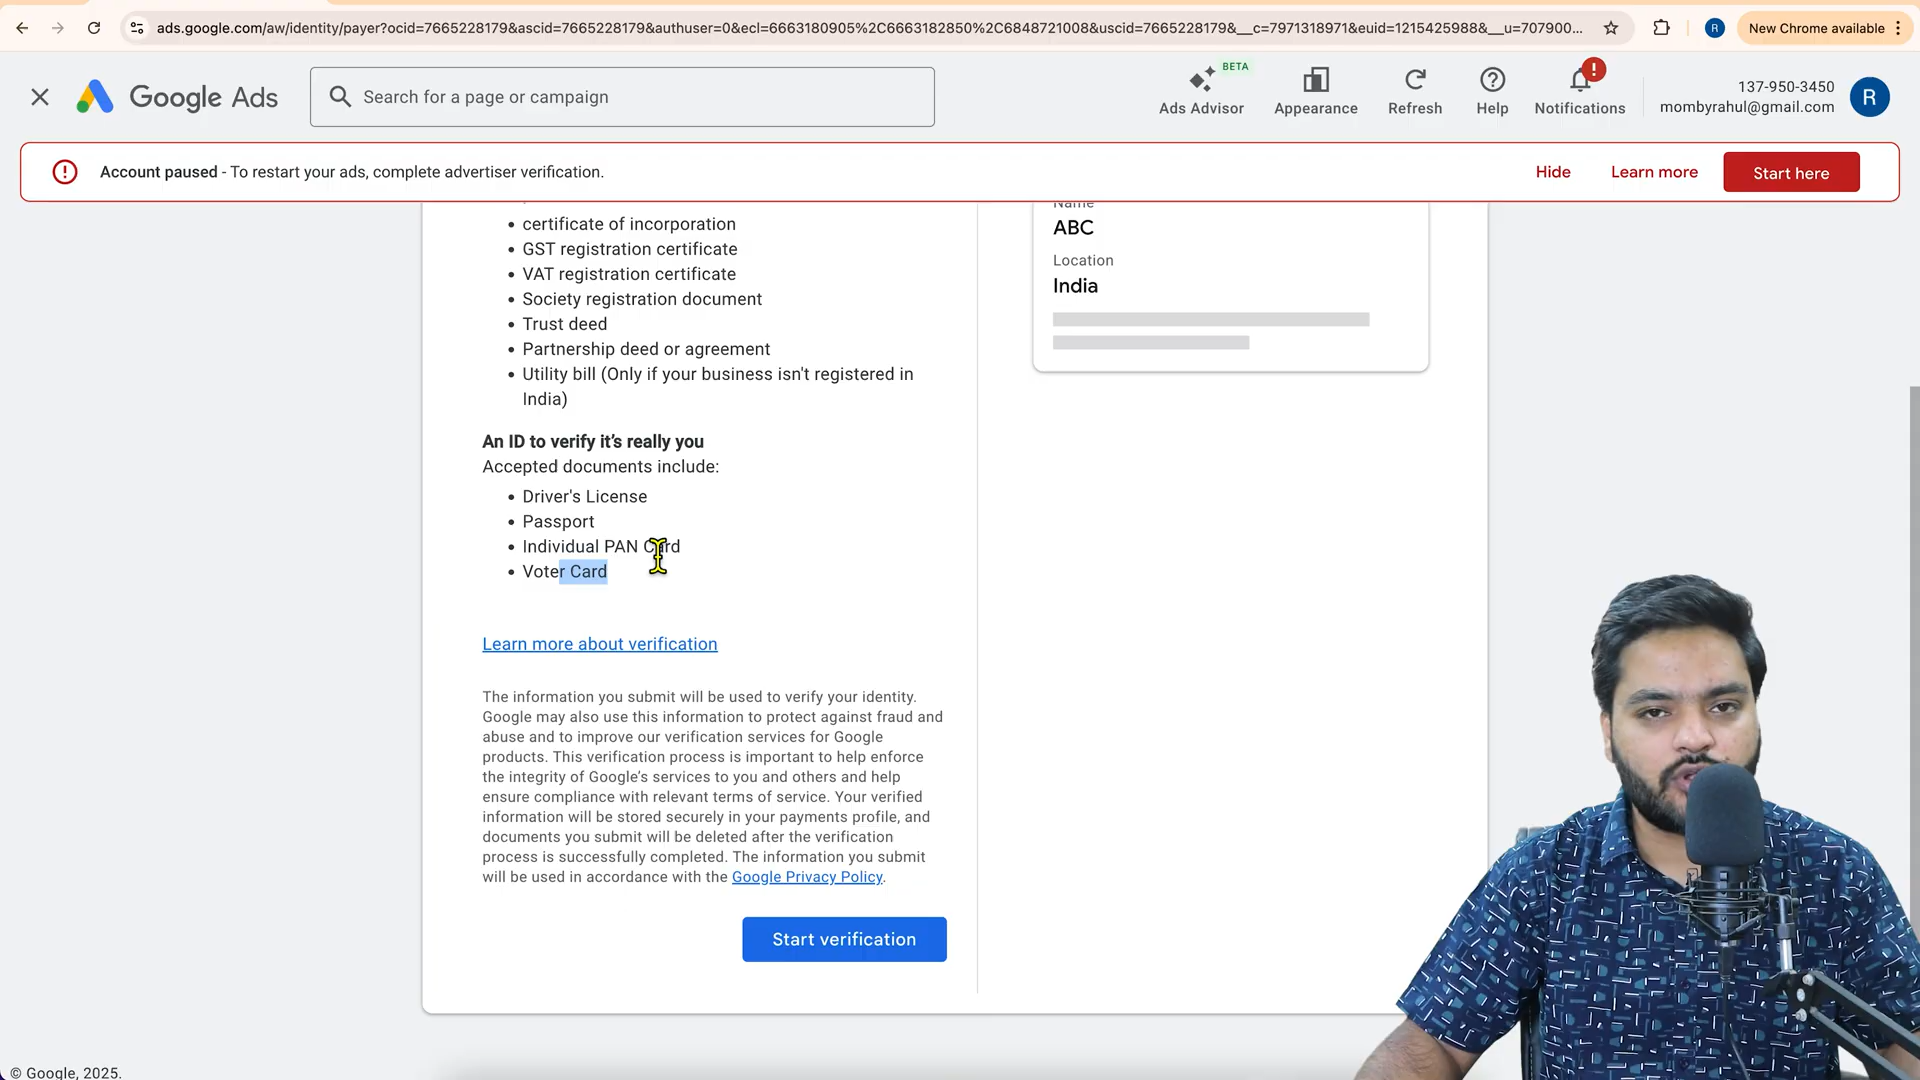 ads.google.com/aw/identity/payer?ocid=7665228179&ascid=7665228179&authuser=0&ecl=6663180905%2C6663182850%2C6848721008&uscid=7665228179&__c=7971318971&euid=1215425988&__u=707900...
R
New Chrome available
Google Ads
Search for a page or campaign
BETA
Ads Advisor
Appearance
Refresh
Help
Notifications
137-950-3450
mombyrahul@gmail.com
R
Account paused - To restart your ads, complete advertiser verification.
Hide
Learn more
Start here
• certificate of incorporation
• GST registration certificate
• VAT registration certificate
• Society registration document
• Trust deed
• Partnership deed or agreement
• Utility bill (Only if your business isn't registered in
India)
An ID to verify it's really you
Accepted documents include:
• Driver's License
• Passport
• Individual PAN Card
• Voter Card
Learn more about verification
The information you submit will be used to verify your identity.
Google may also use this information to protect against fraud and
abuse and to improve our verification services for Google
products. This verification process is important to help enforce
the integrity of Google's services to you and others and help
ensure compliance with relevant terms of service. Your verified
information will be stored securely in your payments profile, and
documents you submit will be deleted after the verification
process is successfully completed. The information you submit
will be used in accordance with the Google Privacy Policy.
Start verification
Name
ABC
Location
India
© Google, 2025.